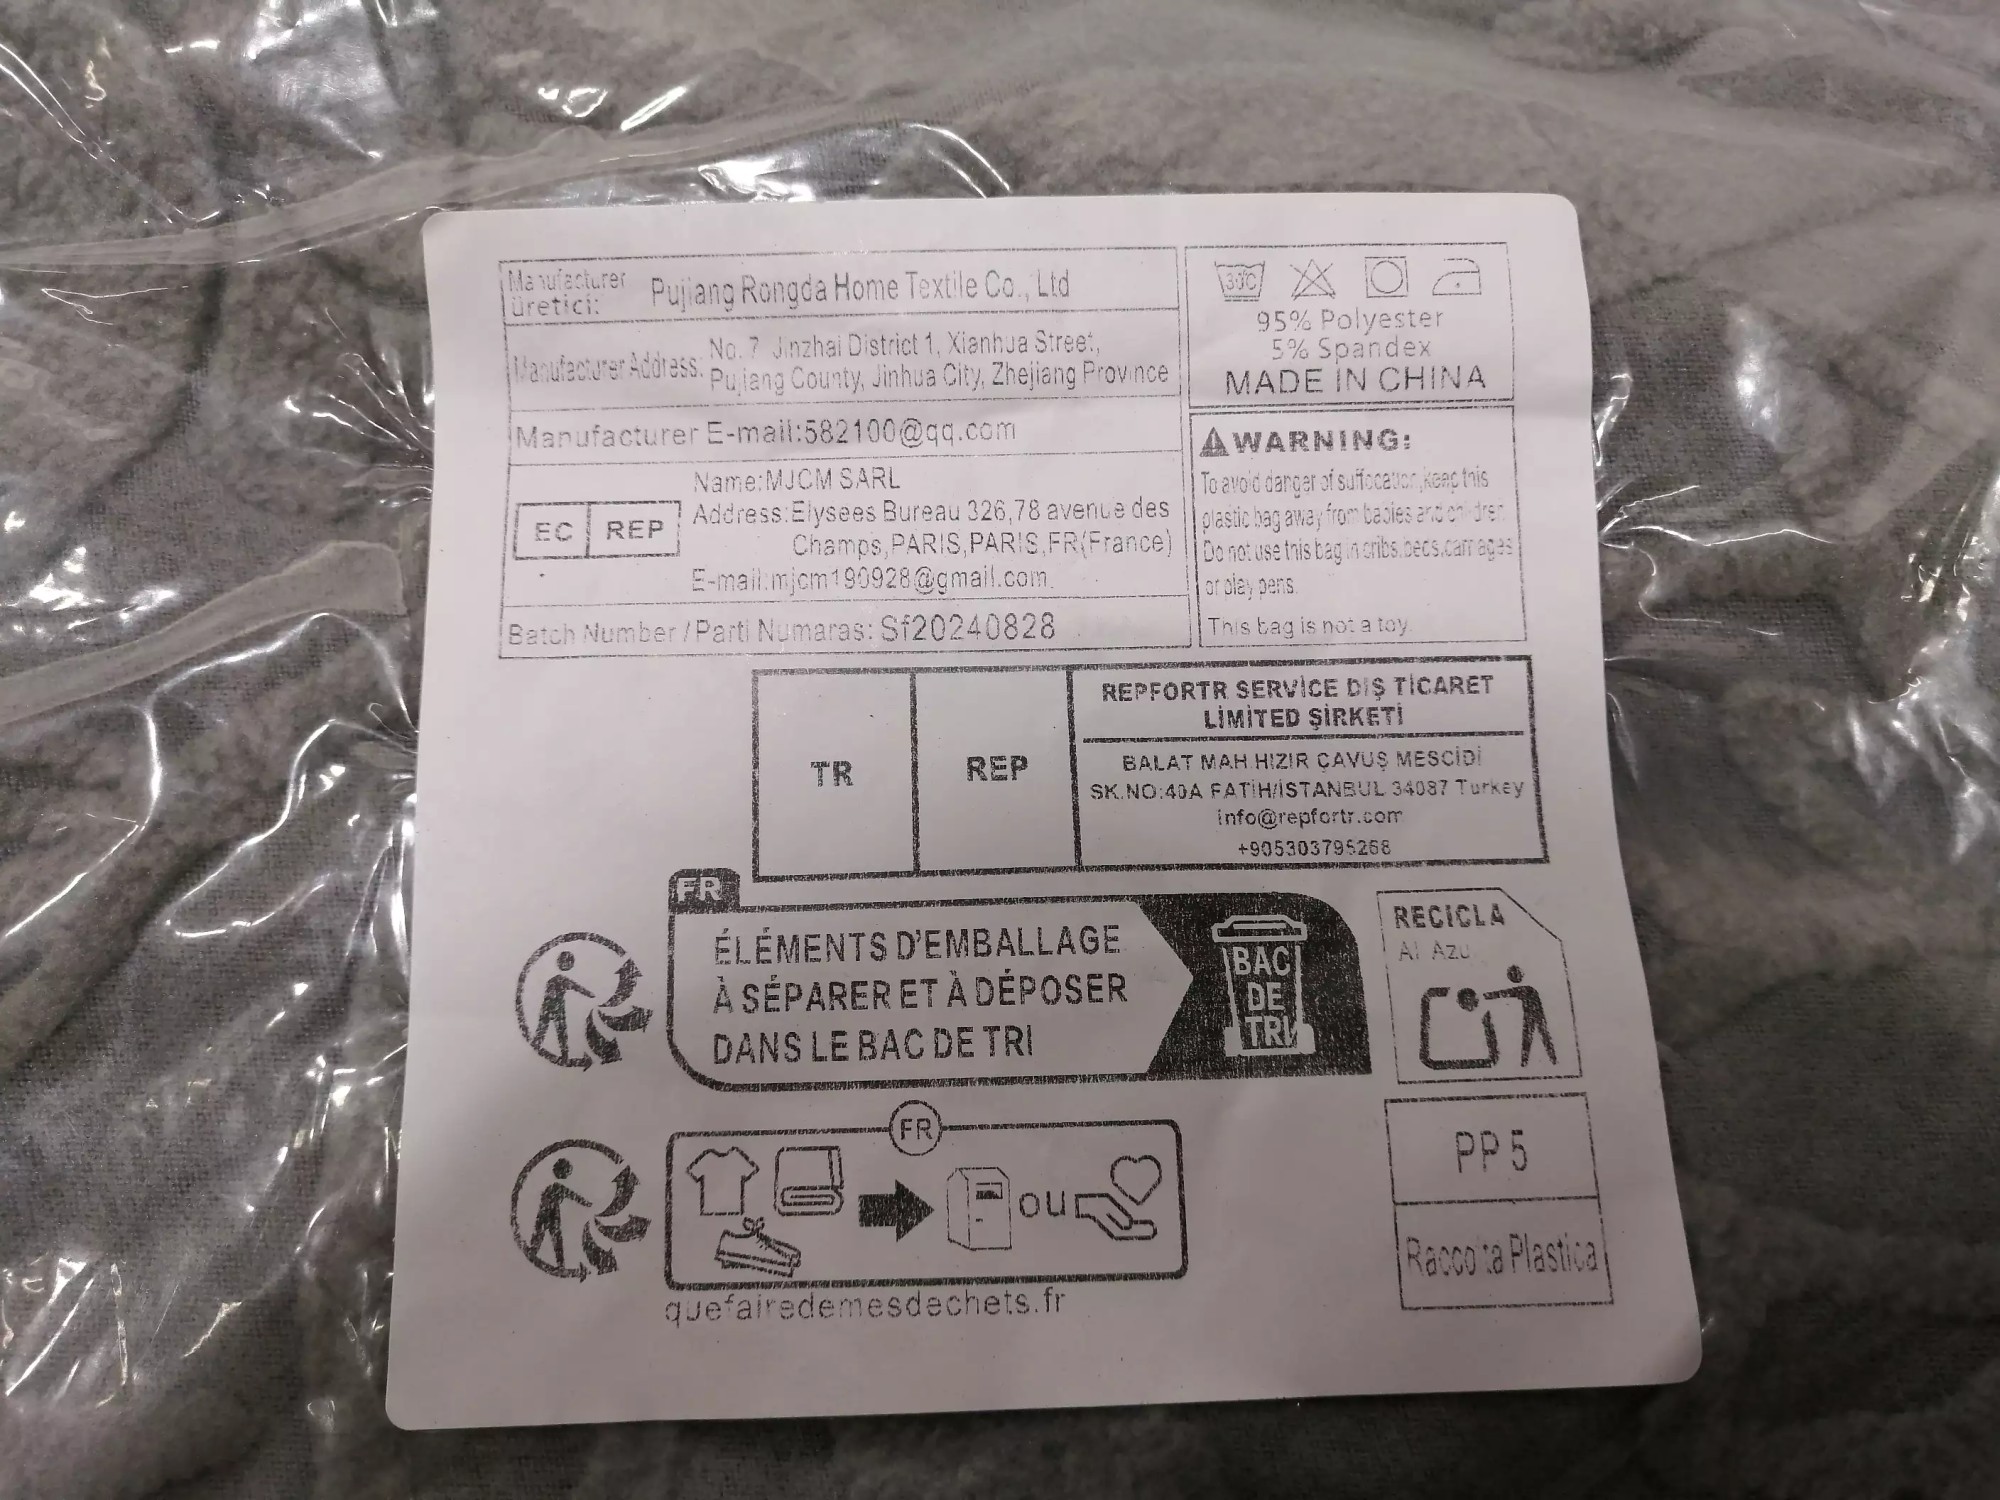 Manufacturer
üretici:
Pujiang Rongda Home Textile Co., Ltd
Manufacturer Address:
No. 7 Jinzhai District 1, Xianhua Street,
Pujiang County, Jinhua City, Zhejiang Province
Manufacturer E-mail:582100@qq.com
EC REP
Name:MJCM SARL
Address:Elysees Bureau 326,78 avenue des
Champs,PARIS,PARIS,FR(France)
E-mail:mjcm190928@gmail.com.
Batch Number / Parti Numaras: Sf20240828
30C
95% Polyester
5% Spandex
MADE IN CHINA
WARNING:
To avoid danger of suffocation,keep this
plastic bag away from babies and children
Do not use this bag in cribs,beds,carriages
or play pens.
This bag is not a toy
TR
REP
REPFORTR SERVİCE DIŞ TİCARET
LİMİTED ŞİRKETİ
BALAT MAH HIZIR ÇAVUŞ MESCİDİ
SK.NO:40A FATİH/İSTANBUL 34087 Turkey
info@repfortr.com
+905303795268
FR
ÉLÉMENTS D'EMBALLAGE
À SÉPARER ET À DÉPOSER
DANS LE BAC DE TRI
BAC
DE
TRI
RECICLA
Al Azu
FR
ou
quefairedemesdechets.fr
PP 5
Raccolta Plastica